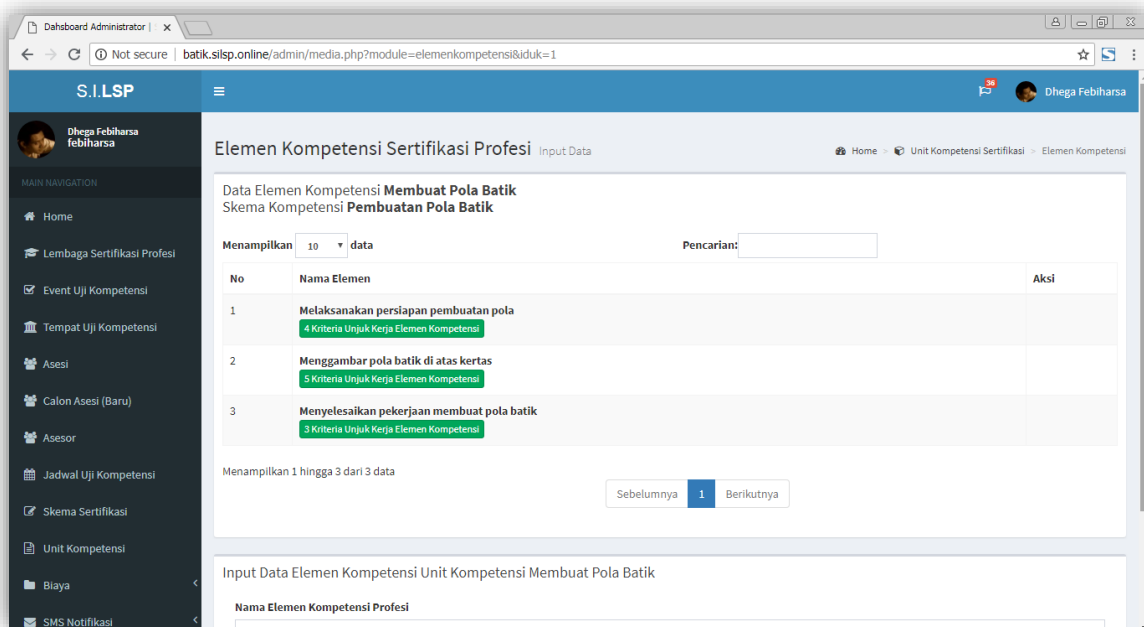 Dahsboard Administrator |
Not secure | batik.silsp.online/admin/media.php?module=elemenkompetensi&iduk=1
S.I.LSP
36
Dhega Febiharsa
Dhega Febiharsa
febiharsa
Elemen Kompetensi Sertifikasi Profesi Input Data
Home > Unit Kompetensi Sertifikasi > Elemen Kompetensi
MAIN NAVIGATION
Home
Lembaga Sertifikasi Profesi
Event Uji Kompetensi
Tempat Uji Kompetensi
Asesi
Calon Asesi (Baru)
Asesor
Jadwal Uji Kompetensi
Skema Sertifikasi
Unit Kompetensi
Biaya
SMS Notifikasi
Data Elemen Kompetensi Membuat Pola Batik
Skema Kompetensi Pembuatan Pola Batik
Menampilkan 10 data
Pencarian:
No Nama Elemen Aksi
1 Melaksanakan persiapan pembuatan pola
4 Kriteria Unjuk Kerja Elemen Kompetensi
2 Menggambar pola batik di atas kertas
5 Kriteria Unjuk Kerja Elemen Kompetensi
3 Menyelesaikan pekerjaan membuat pola batik
3 Kriteria Unjuk Kerja Elemen Kompetensi
Menampilkan 1 hingga 3 dari 3 data
Sebelumnya 1 Berikutnya
Input Data Elemen Kompetensi Unit Kompetensi Membuat Pola Batik
Nama Elemen Kompetensi Profesi